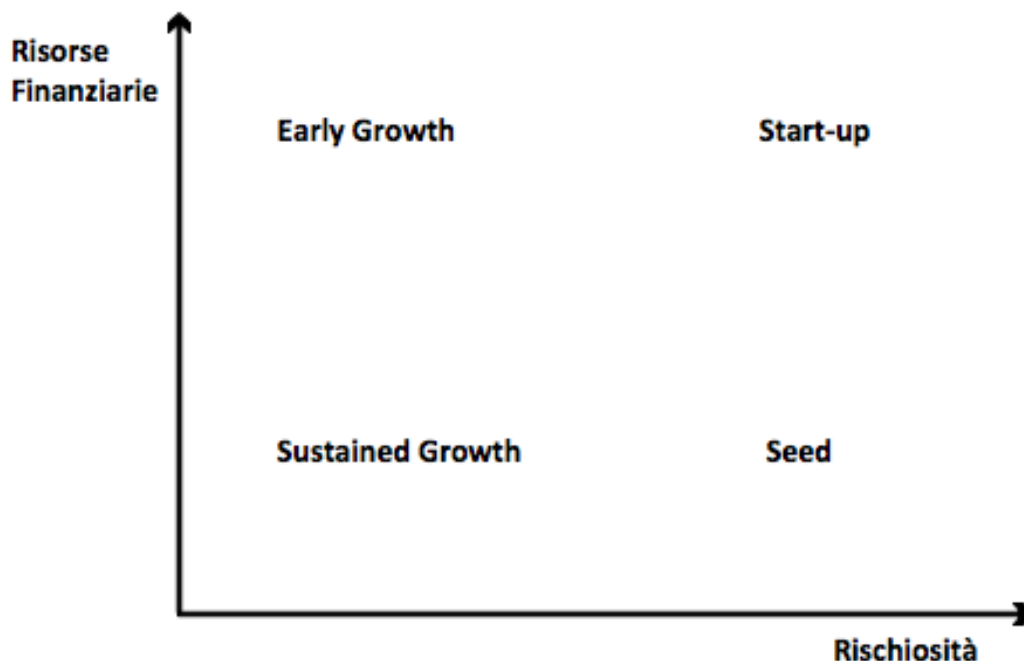 Risorse
Finanziarie
Early Growth
Start-up
Sustained Growth
Seed
Rischiosità